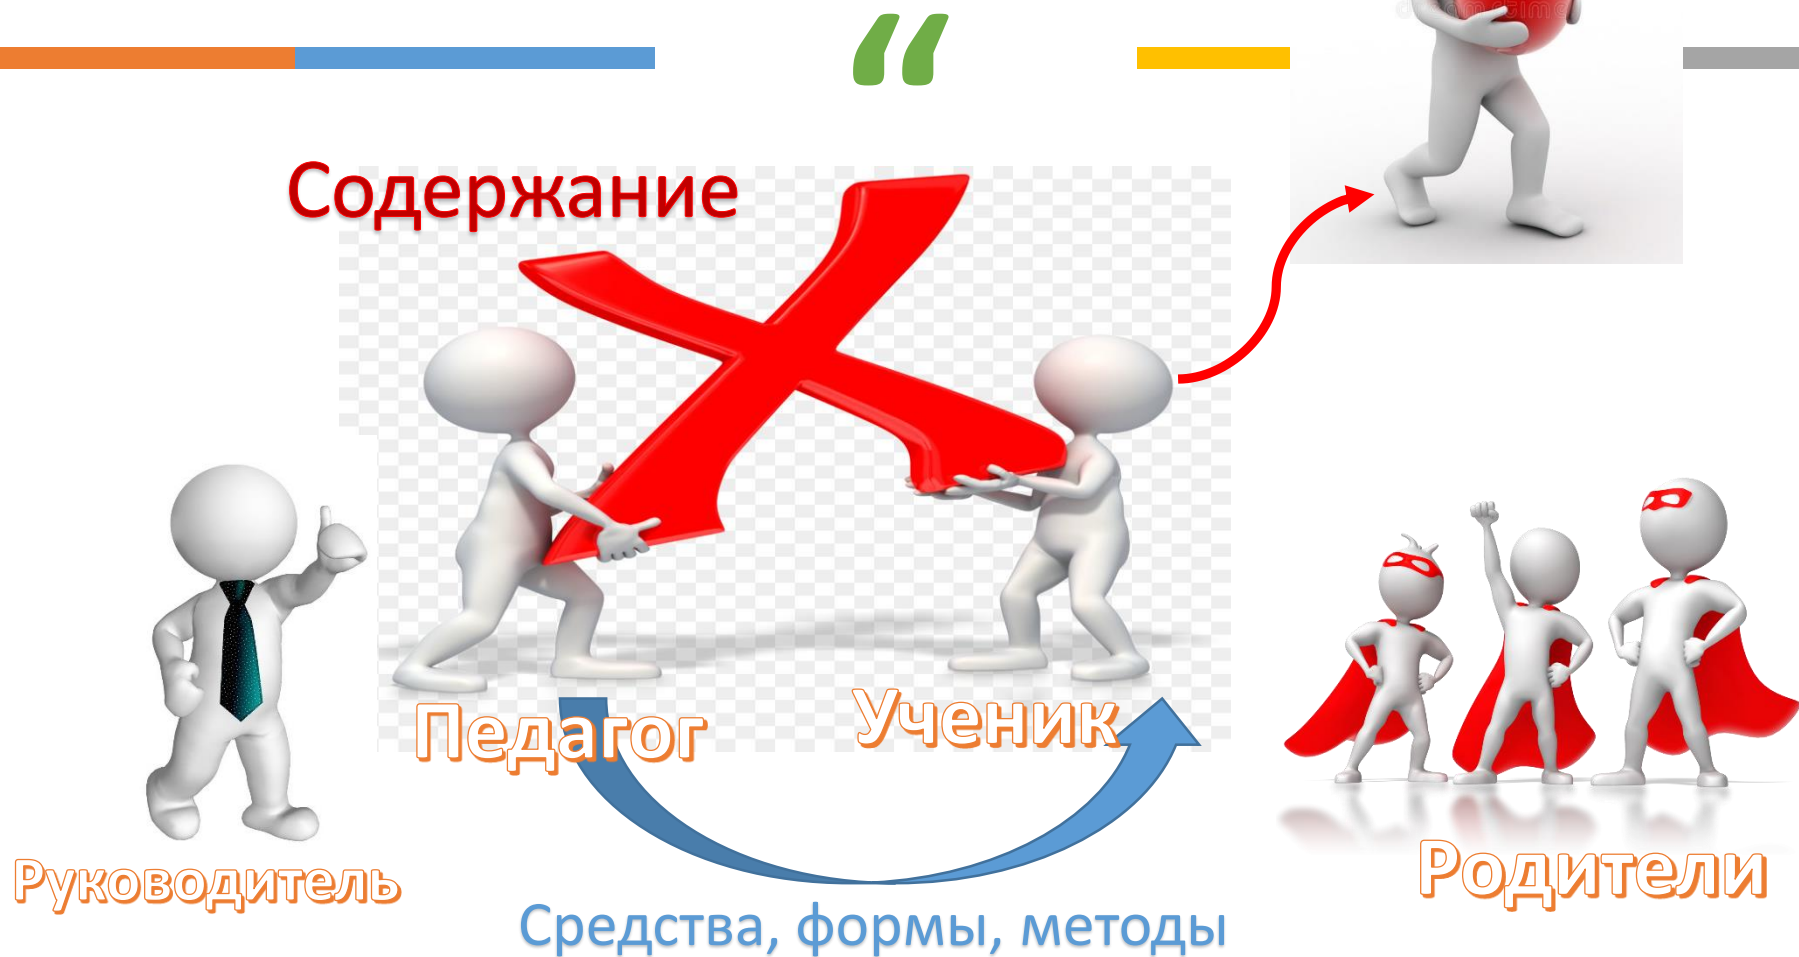 “
Содержание
Педагог
Ученик
Руководитель
Родители
Средства, формы, методы